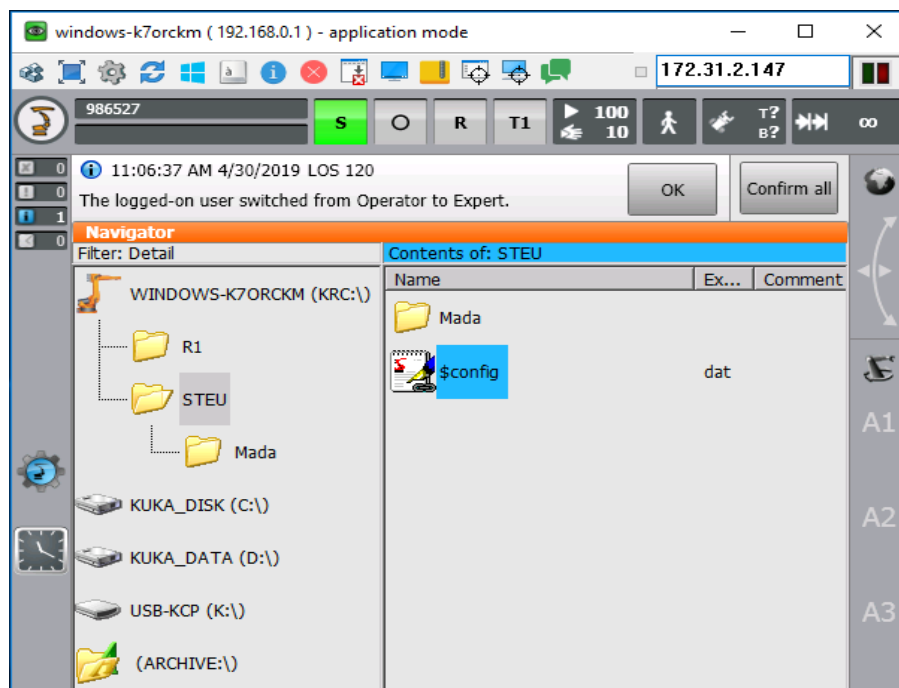 windows-k7orckm ( 192.168.0.1 ) - application mode
172.31.2.147
986527
S
O
R
T1
100
10
T?
B?
∞
0
0
1
0
11:06:37 AM 4/30/2019 LOS 120
The logged-on user switched from Operator to Expert.
OK
Confirm all
Navigator
Filter: Detail
Contents of: STEU
Name
Ex...
Comment
WINDOWS-K7ORCKM (KRC:\)
R1
STEU
Mada
KUKA_DISK (C:\)
KUKA_DATA (D:\)
USB-KCP (K:\)
(ARCHIVE:\)
Mada
$config
dat
A1
A2
A3